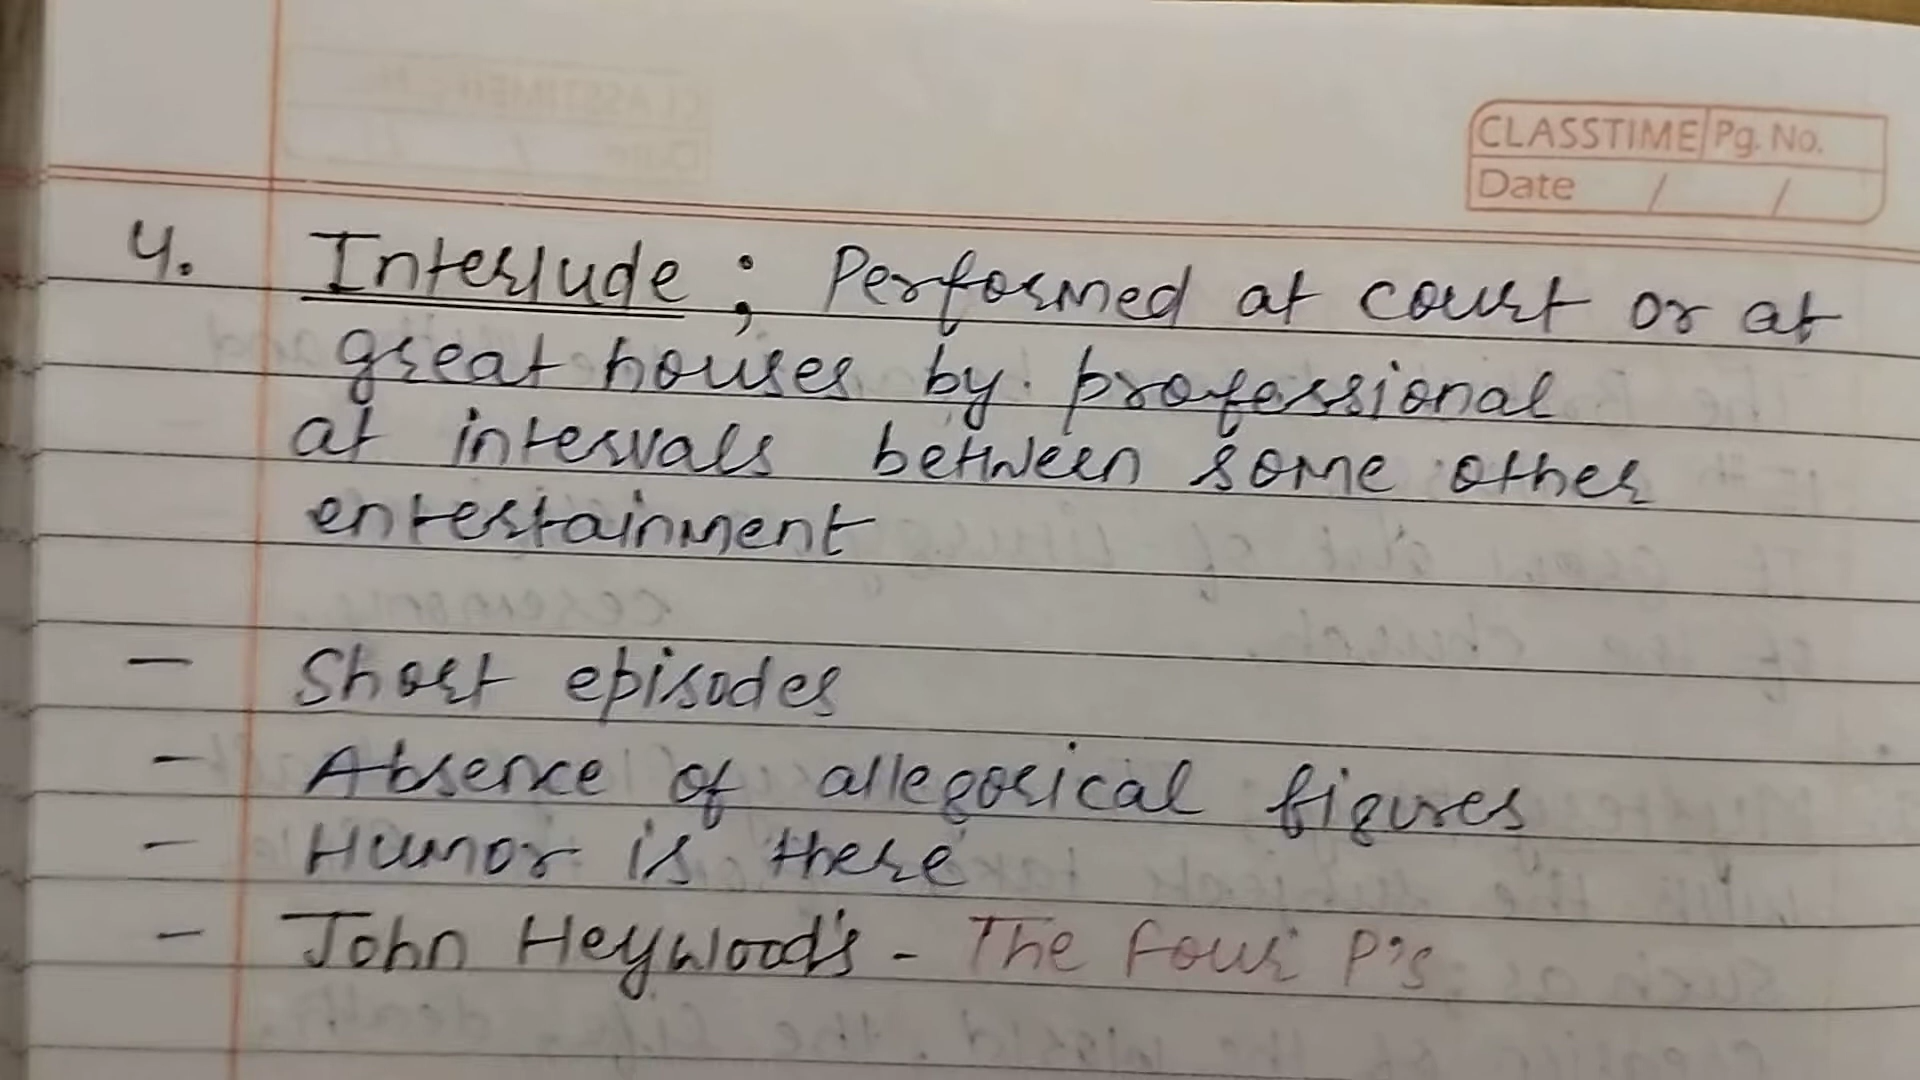 CLASSTIME Pg. No.
Date / /
4. Interlude ; Performed at court or at
great houses by professional
at intervals between some other
entertainment
- Short episodes
- Absence of allegorical figures
- Humor is there
- John Heywood's - The Four P's